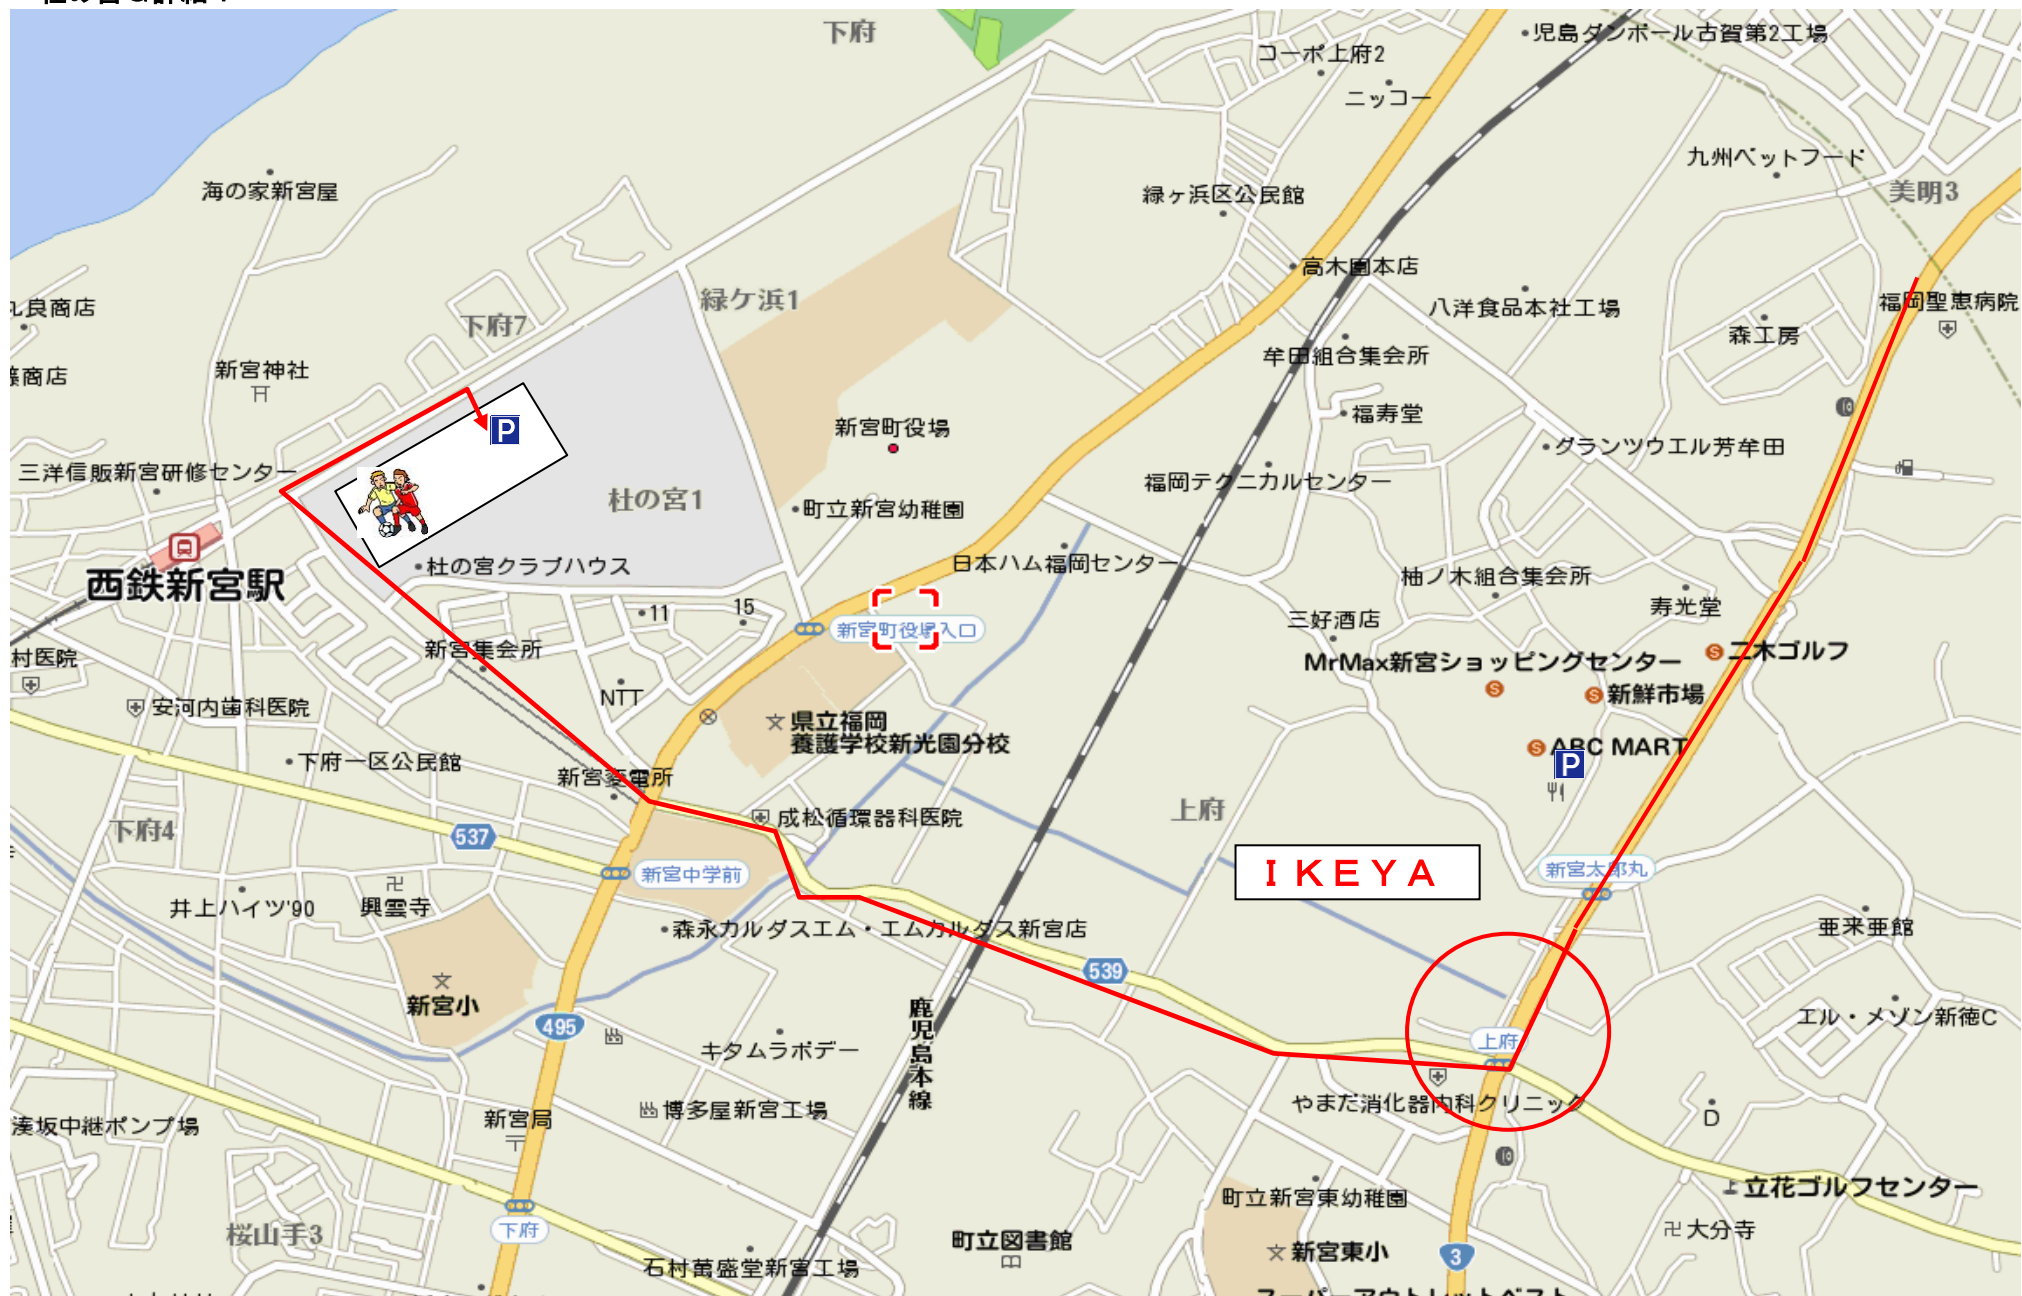 下府
コーポ上府2
児島ダンボール古賀第2工場
ニッコー
九州ペットフード
美明3
海の家新宮屋
緑ヶ浜区公民館
高木園本店
緑ケ浜1
八洋食品本社工場
福岡聖恵病院
良商店
下府7
森工房
新宮神社
牟田組合集会所
商店
福寿堂
新宮町役場
P
グランツウエル芳牟田
三洋信販新宮研修センター
福岡テクニカルセンター
杜の宮1
町立新宮幼稚園
杜の宮クラブハウス
日本ハム福岡センター
西鉄新宮駅
柚ノ木組合集会所
寿光堂
11
15
三好酒店
新宮町役場入口
新宮集会所
村医院
MrMax新宮ショッピングセンター
二木ゴルフ
NTT
新鮮市場
安河内歯科医院
県立福岡
養護学校新光園分校
ABC MART
P
下府一区公民館
新宮変電所
上府
成松循環器科医院
下府4
537
新宮中学前
IKEYA
新宮太郎丸
井上ハイツ'90
興雲寺
森永カルダスエム・エムカルダス新宮店
亜来亜館
539
新宮小
495
鹿児島本線
エル・メゾン新徳C
上府
キタムラボデー
やまだ消化器内科クリニック
新宮局
博多屋新宮工場
D
湊坂中継ポンプ場
立花ゴルフセンター
町立新宮東幼稚園
下府
桜山手3
町立図書館
新宮東小
3
大分寺
石村萬盛堂新宮工場